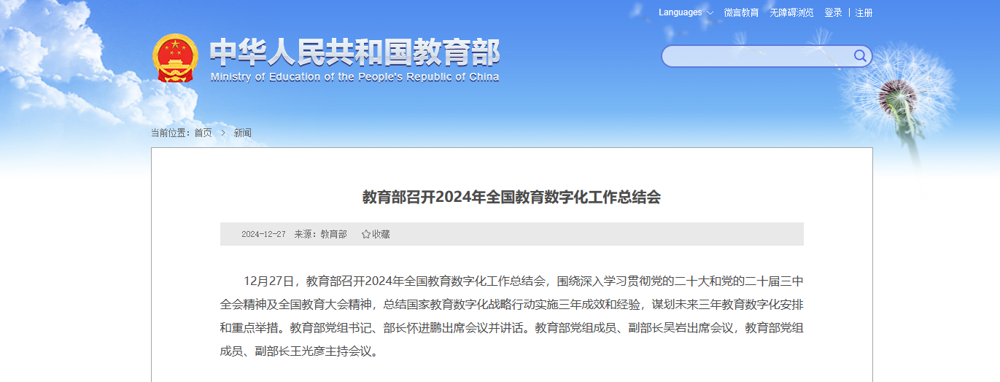 Languages 微言教育 无障碍浏览 登录 | 注册
中华人民共和国教育部
Ministry of Education of the People's Republic of China
当前位置：首页 > 新闻
教育部召开2024年全国教育数字化工作总结会
2024-12-27 来源：教育部 收藏
12月27日，教育部召开2024年全国教育数字化工作总结会，围绕深入学习贯彻党的二十大和党的二十届三中
全会精神及全国教育大会精神，总结国家教育数字化战略行动实施三年成效和经验，谋划未来三年教育数字化安排
和重点举措。教育部党组书记、部长怀进鹏出席会议并讲话。教育部党组成员、副部长吴岩出席会议，教育部党组
成员、副部长王光彦主持会议。